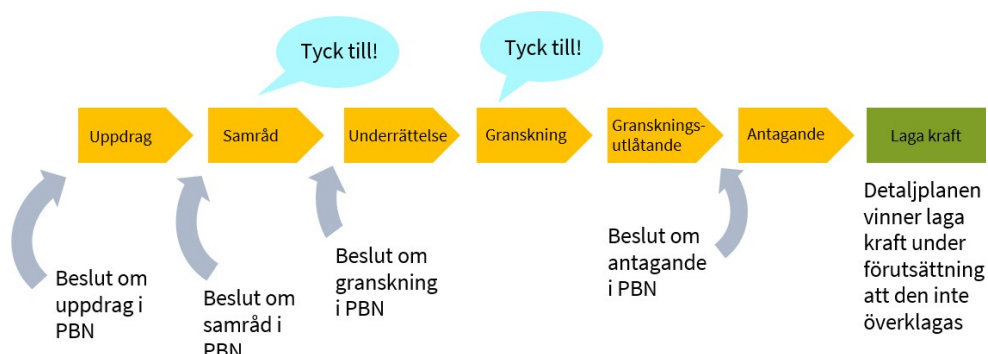 Tyck till!
Tyck till!
Uppdrag
Samråd
Underrättelse
Granskning
Gransknings-
utlåtande
Antagande
Laga kraft
Beslut om
uppdrag i
PBN
Beslut om
samråd i
PBN
Beslut om
granskning
i PBN
Beslut om
antagande
i PBN
Detaljplanen
vinner laga
kraft under
förutsättning
att den inte
överklagas